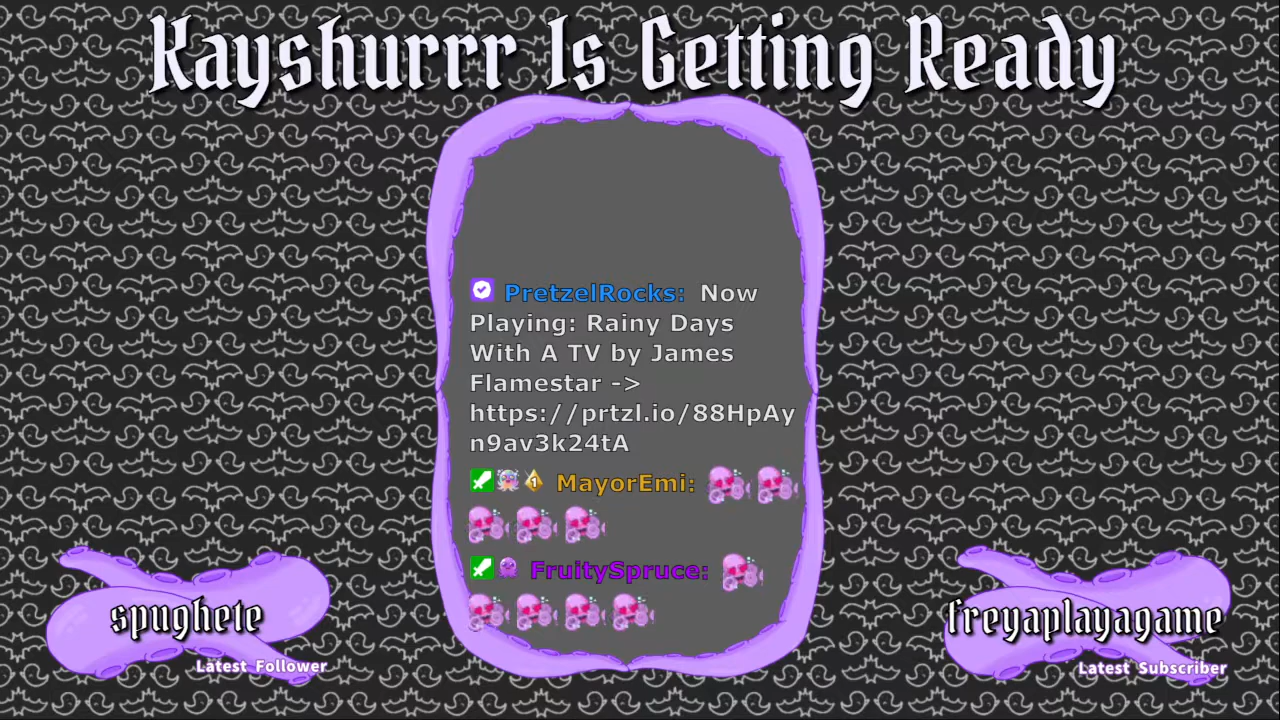 Kayshurrr Is Getting Ready
PretzelRocks: Now
Playing: Rainy Days
With A TV by James
Flamestar ->
https://prtzl.io/88HpAy
n9av3k24tA
1 MayorEmi:
FruitySpruce:
spughete
Latest Follower
freyaplayagame
Latest Subscriber